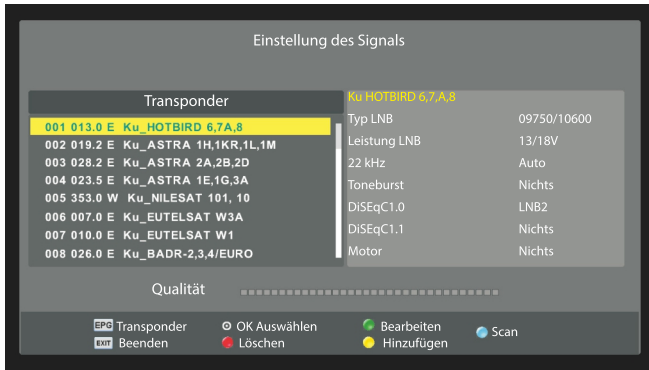 Einstellung des Signals
Transponder
001 013.0 E Ku_HOTBIRD 6,7A,8
002 019.2 E Ku_ASTRA 1H,1KR,1L,1M
003 028.2 E Ku_ASTRA 2A,2B,2D
004 023.5 E Ku_ASTRA 1E,1G,3A
005 353.0 W Ku_NILESAT 101, 10
006 007.0 E Ku_EUTELSAT W3A
007 010.0 E Ku_EUTELSAT W1
008 026.0 E Ku_BADR-2,3,4/EURO
Ku HOTBIRD 6,7,A,8
Typ LNB 09750/10600
Leistung LNB 13/18V
22 kHz Auto
Toneburst Nichts
DiSEqC1.0 LNB2
DiSEqC1.1 Nichts
Motor Nichts
Qualität
EPG Transponder OK Auswählen Bearbeiten Scan
EXIT Beenden Löschen Hinzufügen